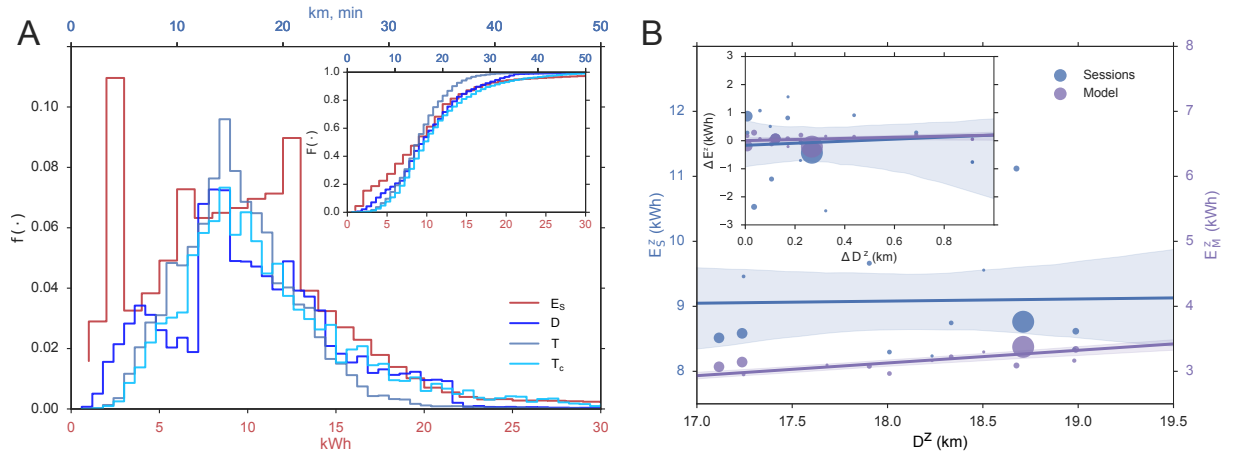 A
km, min
0 10 20 30 40 50
0 10 20 30 40 50
1.0
0.8
0.6
0.4
0.2
0.0
F( · )
0 5 10 15 20 25 30
0.10
0.08
0.06
0.04
0.02
0.00
f( · )
E_S
D
T
T_c
0 5 10 15 20 25 30
kWh
B
Sessions
Model
3
2
1
0
−1
−2
−3
Δ E^z (kWh)
0.0 0.2 0.4 0.6 0.8
Δ D^z (km)
12
11
10
9
8
E_S^z (kWh)
8
7
6
5
4
3
E_M^z (kWh)
17.0 17.5 18.0 18.5 19.0 19.5
D^z (km)